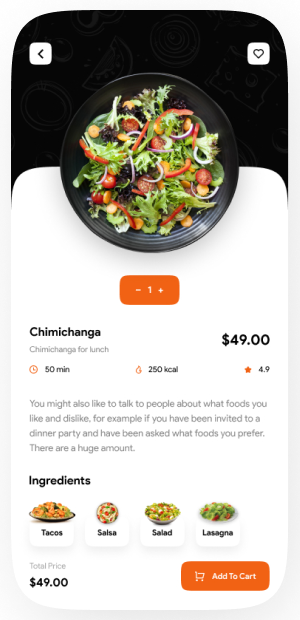 − 1 +
Chimichanga
$49.00
Chimichanga for lunch
50 min
250 kcal
4.9
You might also like to talk to people about what foods you
like and dislike, for example if you have been invited to a
dinner party and have been asked what foods you prefer.
There are a huge amount.
Ingredients
Tacos
Salsa
Salad
Lasagna
Total Price
$49.00
Add To Cart